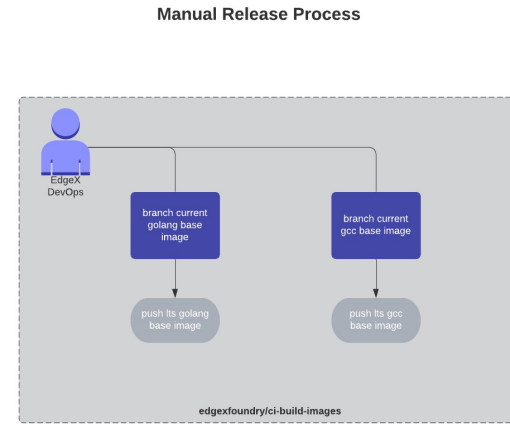 Manual Release Process
EdgeX
DevOps
branch current
golang base
image
branch current
gcc base image
push lts golang
base image
push lts gcc
base image
edgexfoundry/ci-build-images